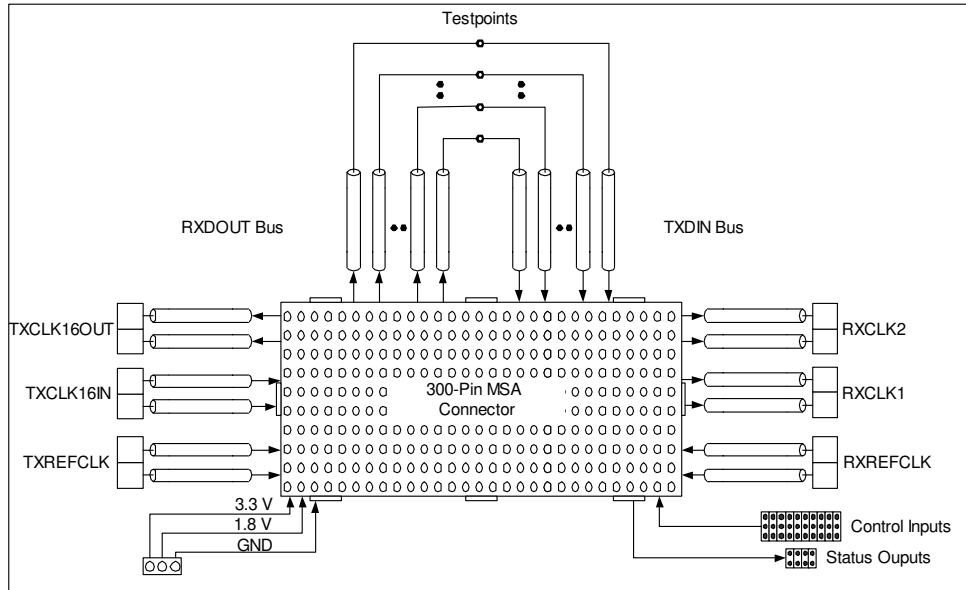 Testpoints
RXDOUT Bus
TXDIN Bus
TXCLK16OUT
RXCLK2
TXCLK16IN
300-Pin MSA
Connector
RXCLK1
TXREFCLK
RXREFCLK
3.3 V
1.8 V
GND
Control Inputs
Status Ouputs